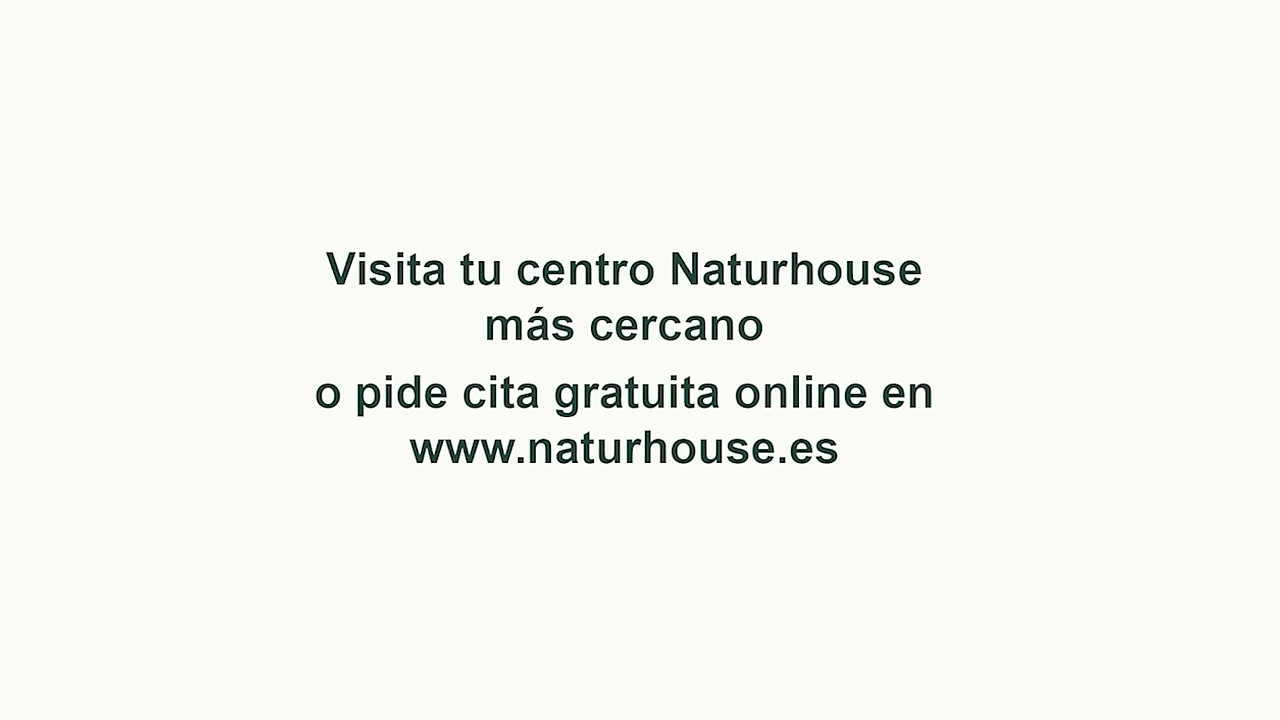 Visita tu centro Naturhouse
más cercano
o pide cita gratuita online en
www.naturhouse.es